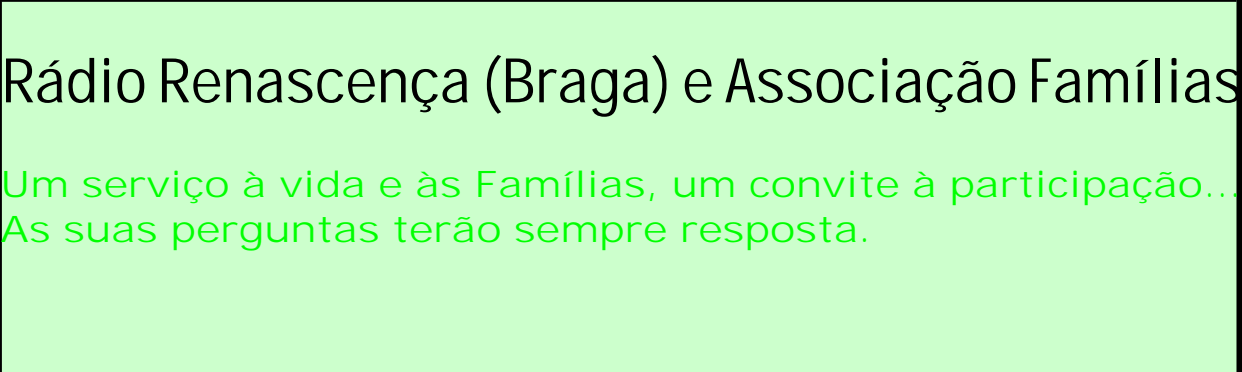 Rádio Renascença (Braga) e Associação Famílias
Um serviço à vida e às Famílias, um convite à participação...
As suas perguntas terão sempre resposta.